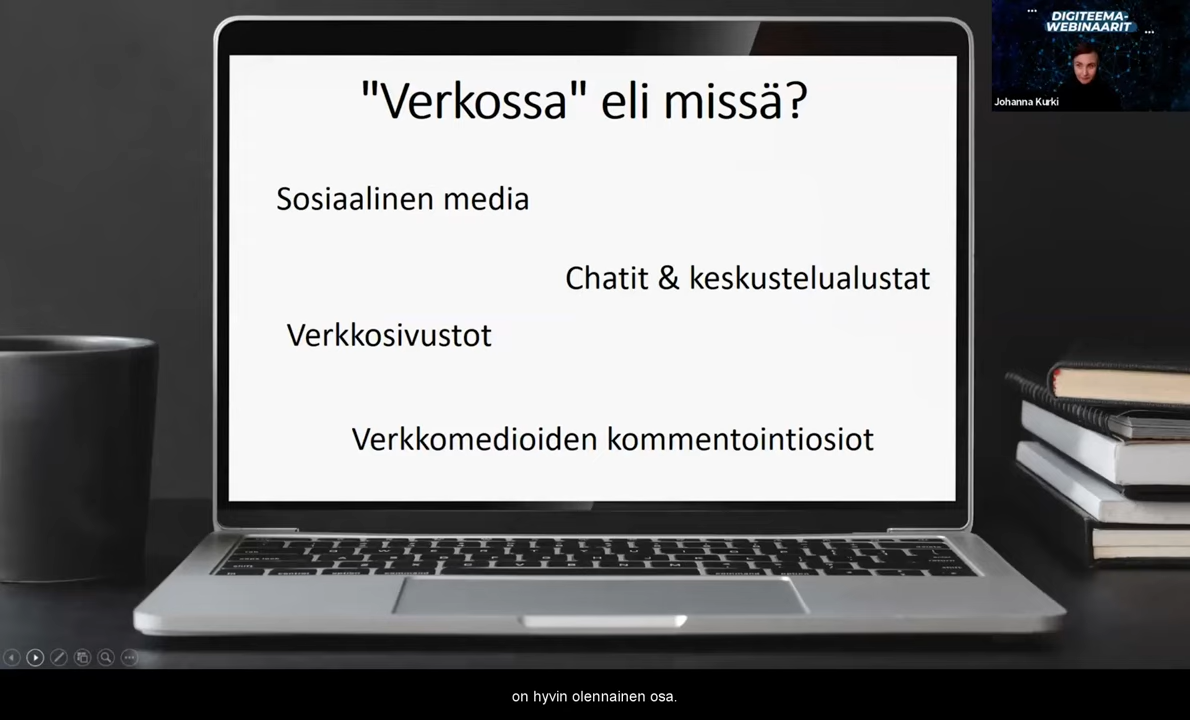 "Verkossa" eli missä?
Sosiaalinen media
Chatit & keskustelualustat
Verkkosivustot
Verkkomedioiden kommentointiosiot
DIGITEEMA-
WEBINAARIT
Johanna Kurki
on hyvin olennainen osa.